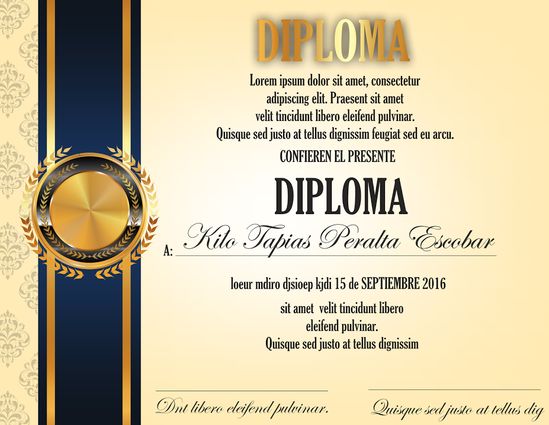 DIPLOMA
Lorem ipsum dolor sit amet, consectetur
adipiscing elit. Praesent sit amet
velit tincidunt libero eleifend pulvinar.
Quisque sed justo at tellus dignissim feugiat sed eu arcu.
CONFIEREN EL PRESENTE
DIPLOMA
A: Kilo Tapias Peralta Escobar
loeur mdiro djsioep kjdi 15 de SEPTIEMBRE 2016
sit amet velit tincidunt libero
eleifend pulvinar.
Quisque sed justo at tellus dignissim
Dnt libero eleifend pulvinar.
Quisque sed justo at tellus dig